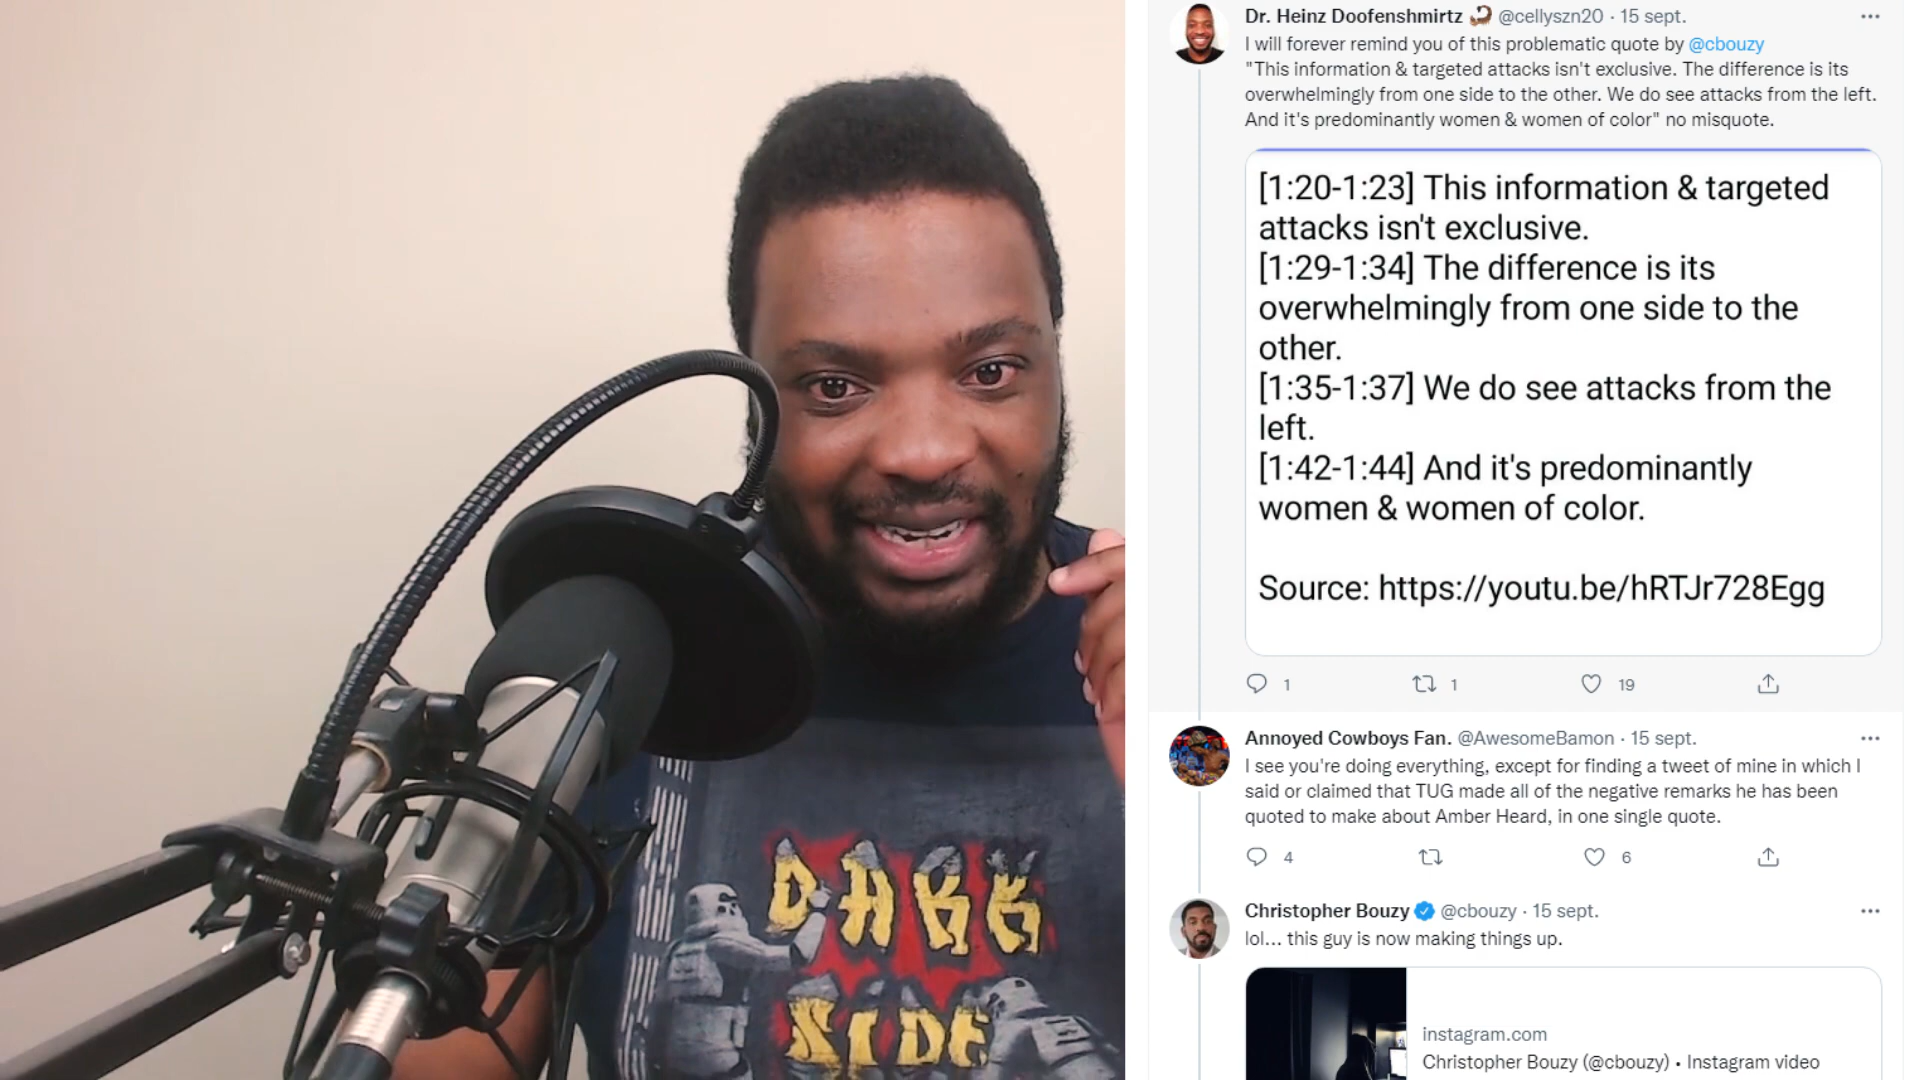 Dr. Heinz Doofenshmirtz 🦂 @cellyszn20 · 15 sept.
I will forever remind you of this problematic quote by @cbouzy
"This information & targeted attacks isn't exclusive. The difference is its
overwhelmingly from one side to the other. We do see attacks from the left.
And it's predominantly women & women of color" no misquote.
[1:20-1:23] This information & targeted
attacks isn't exclusive.
[1:29-1:34] The difference is its
overwhelmingly from one side to the
other.
[1:35-1:37] We do see attacks from the
left.
[1:42-1:44] And it's predominantly
women & women of color.
Source: https://youtu.be/hRTJr728Egg
1
1
19
Annoyed Cowboys Fan. @AwesomeBamon · 15 sept.
I see you're doing everything, except for finding a tweet of mine in which I
said or claimed that TUG made all of the negative remarks he has been
quoted to make about Amber Heard, in one single quote.
4
6
Christopher Bouzy @cbouzy · 15 sept.
lol... this guy is now making things up.
instagram.com
Christopher Bouzy (@cbouzy) • Instagram video
DARK
SIDE